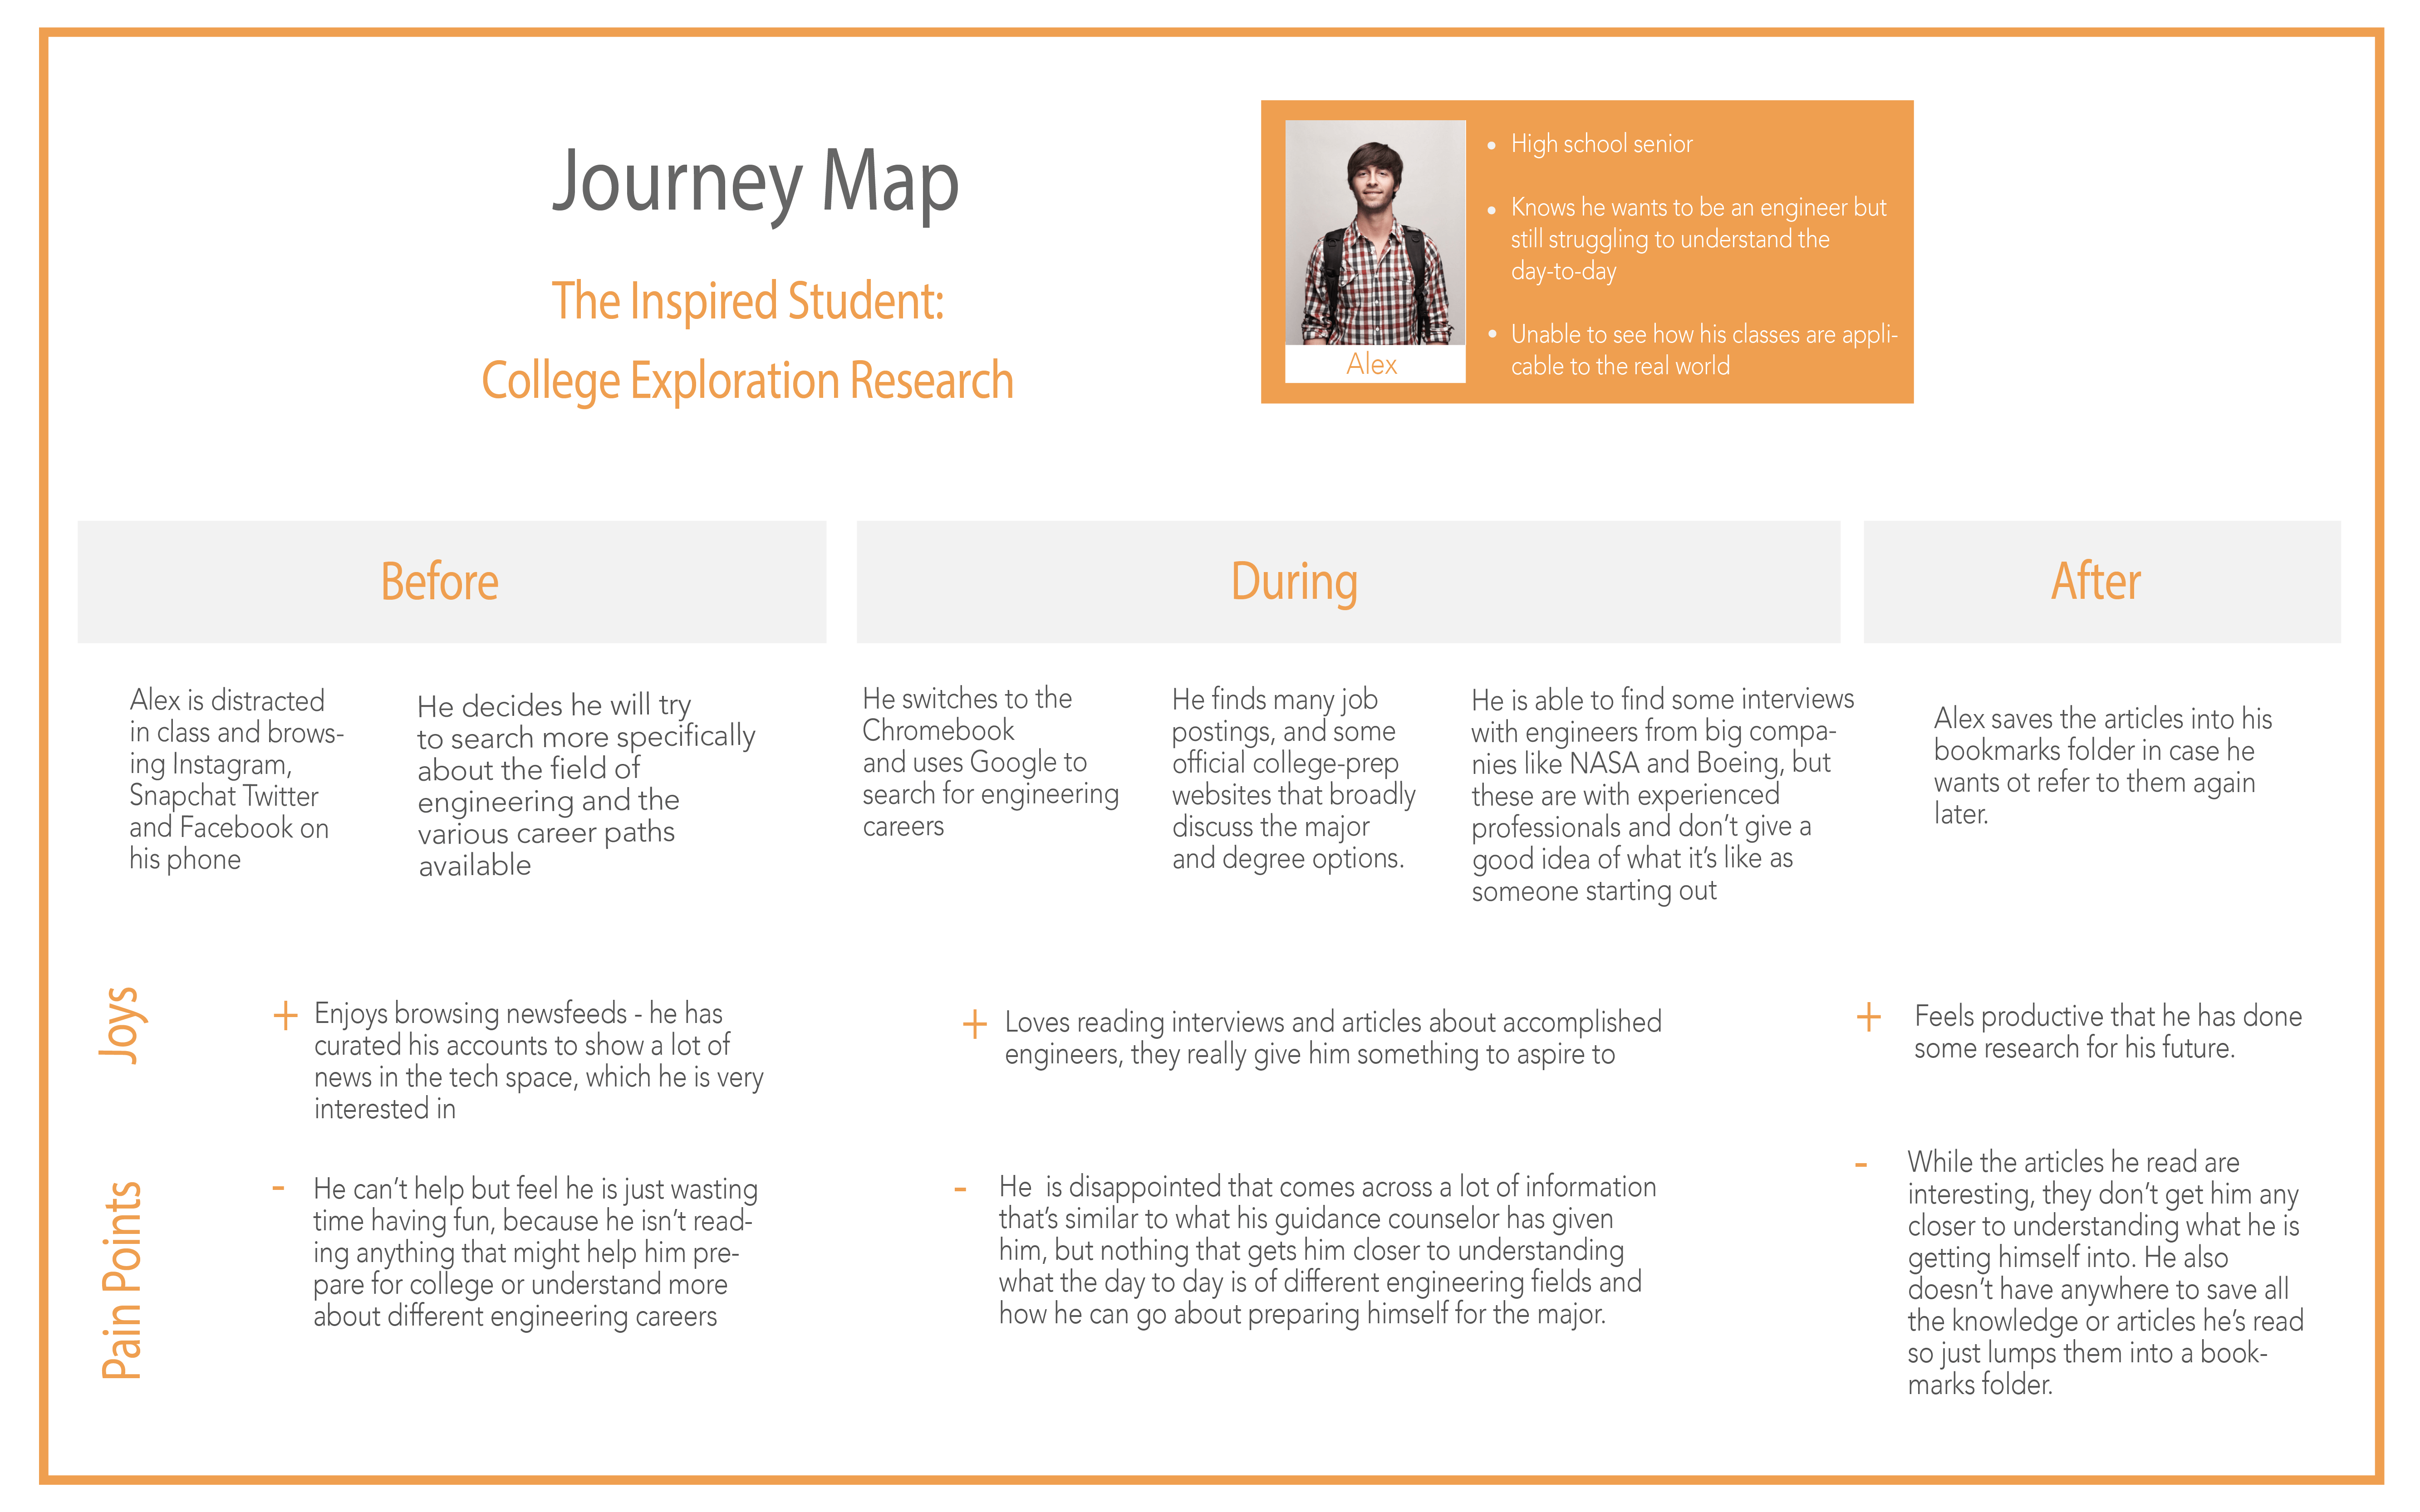 Journey Map
The Inspired Student:
College Exploration Research
Alex
• High school senior
• Knows he wants to be an engineer but
still struggling to understand the
day-to-day
• Unable to see how his classes are appli-
cable to the real world
Before
During
After
Alex is distracted
in class and brows-
ing Instagram,
Snapchat Twitter
and Facebook on
his phone
He decides he will try
to search more specifically
about the field of
engineering and the
various career paths
available
He switches to the
Chromebook
and uses Google to
search for engineering
careers
He finds many job
postings, and some
official college-prep
websites that broadly
discuss the major
and degree options.
He is able to find some interviews
with engineers from big compa-
nies like NASA and Boeing, but
these are with experienced
professionals and don't give a
good idea of what it's like as
someone starting out
Alex saves the articles into his
bookmarks folder in case he
wants ot refer to them again
later.
Joys
+ Enjoys browsing newsfeeds - he has
curated his accounts to show a lot of
news in the tech space, which he is very
interested in
+ Loves reading interviews and articles about accomplished
engineers, they really give him something to aspire to
+ Feels productive that he has done
some research for his future.
Pain Points
- He can't help but feel he is just wasting
time having fun, because he isn't read-
ing anything that might help him pre-
pare for college or understand more
about different engineering careers
- He  is disappointed that comes across a lot of information
that's similar to what his guidance counselor has given
him, but nothing that gets him closer to understanding
what the day to day is of different engineering fields and
how he can go about preparing himself for the major.
- While the articles he read are
interesting, they don't get him any
closer to understanding what he is
getting himself into. He also
doesn't have anywhere to save all
the knowledge or articles he's read
so just lumps them into a book-
marks folder.